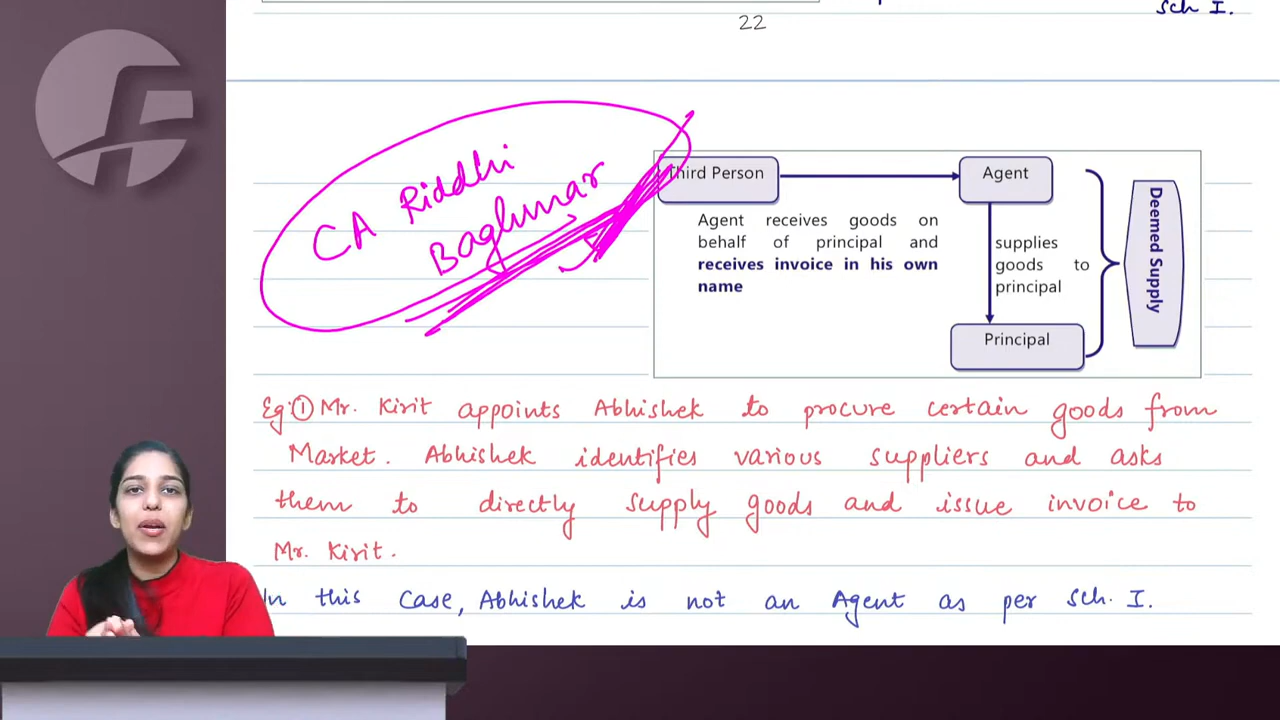 Sch I.
22
CA Riddhi
Baghmar
Third Person
Agent
Agent receives goods on
behalf of principal and
receives invoice in his own
name
supplies
goods to
principal
Principal
Deemed Supply
Eg:① Mr. Kirit appoints Abhishek to procure certain goods from
Market. Abhishek identifies various suppliers and asks
them to directly supply goods and issue invoice to
Mr. Kirit.
In this case, Abhishek is not an Agent as per Sch. I.